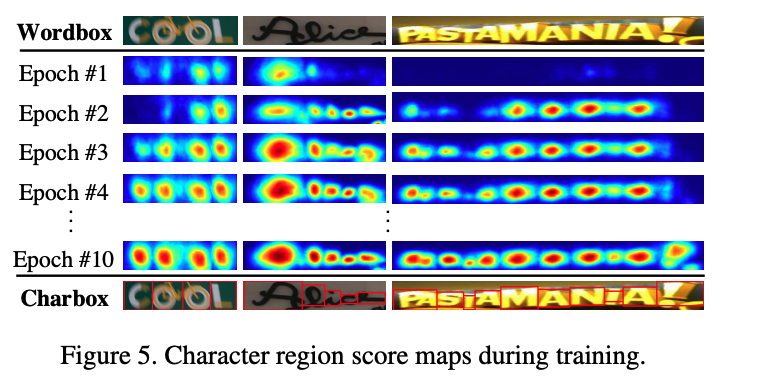 Wordbox COOL Alice PASTAMANIA!
Epoch #1
Epoch #2
Epoch #3
Epoch #4
⋮ ⋮
Epoch #10
Charbox COOL Alice PASTAMANIA!
Figure 5. Character region score maps during training.